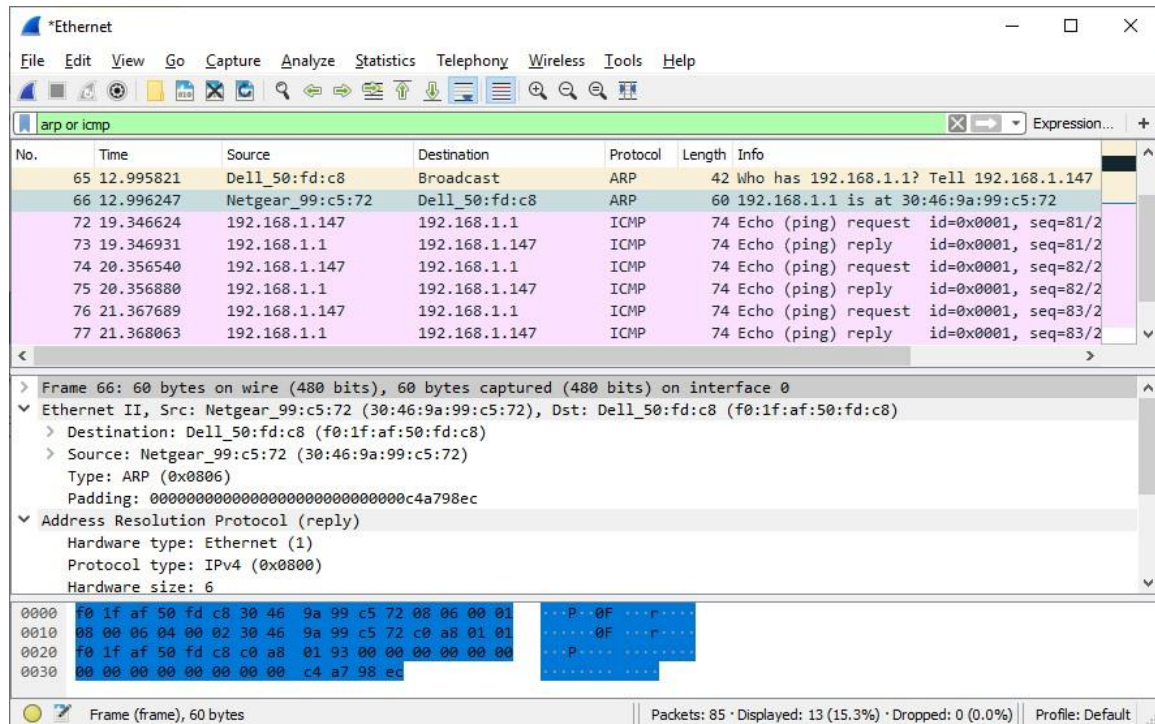 *Ethernet
File Edit View Go Capture Analyze Statistics Telephony Wireless Tools Help
arp or icmp Expression... +
No. Time Source Destination Protocol Length Info
65 12.995821 Dell_50:fd:c8 Broadcast ARP 42 Who has 192.168.1.1? Tell 192.168.1.147
66 12.996247 Netgear_99:c5:72 Dell_50:fd:c8 ARP 60 192.168.1.1 is at 30:46:9a:99:c5:72
72 19.346624 192.168.1.147 192.168.1.1 ICMP 74 Echo (ping) request id=0x0001, seq=81/2
73 19.346931 192.168.1.1 192.168.1.147 ICMP 74 Echo (ping) reply id=0x0001, seq=81/2
74 20.356540 192.168.1.147 192.168.1.1 ICMP 74 Echo (ping) request id=0x0001, seq=82/2
75 20.356880 192.168.1.1 192.168.1.147 ICMP 74 Echo (ping) reply id=0x0001, seq=82/2
76 21.367689 192.168.1.147 192.168.1.1 ICMP 74 Echo (ping) request id=0x0001, seq=83/2
77 21.368063 192.168.1.1 192.168.1.147 ICMP 74 Echo (ping) reply id=0x0001, seq=83/2
Frame 66: 60 bytes on wire (480 bits), 60 bytes captured (480 bits) on interface 0
Ethernet II, Src: Netgear_99:c5:72 (30:46:9a:99:c5:72), Dst: Dell_50:fd:c8 (f0:1f:af:50:fd:c8)
Destination: Dell_50:fd:c8 (f0:1f:af:50:fd:c8)
Source: Netgear_99:c5:72 (30:46:9a:99:c5:72)
Type: ARP (0x0806)
Padding: 0000000000000000000000000000c4a798ec
Address Resolution Protocol (reply)
Hardware type: Ethernet (1)
Protocol type: IPv4 (0x0800)
Hardware size: 6
0000 f0 1f af 50 fd c8 30 46 9a 99 c5 72 08 06 00 01 ···P··0F ···r····
0010 08 00 06 04 00 02 30 46 9a 99 c5 72 c0 a8 01 01 ······0F ···r····
0020 f0 1f af 50 fd c8 c0 a8 01 93 00 00 00 00 00 00 ···P···· ········
0030 00 00 00 00 00 00 00 00 c4 a7 98 ec ········ ····
Frame (frame), 60 bytes Packets: 85 · Displayed: 13 (15.3%) · Dropped: 0 (0.0%) Profile: Default